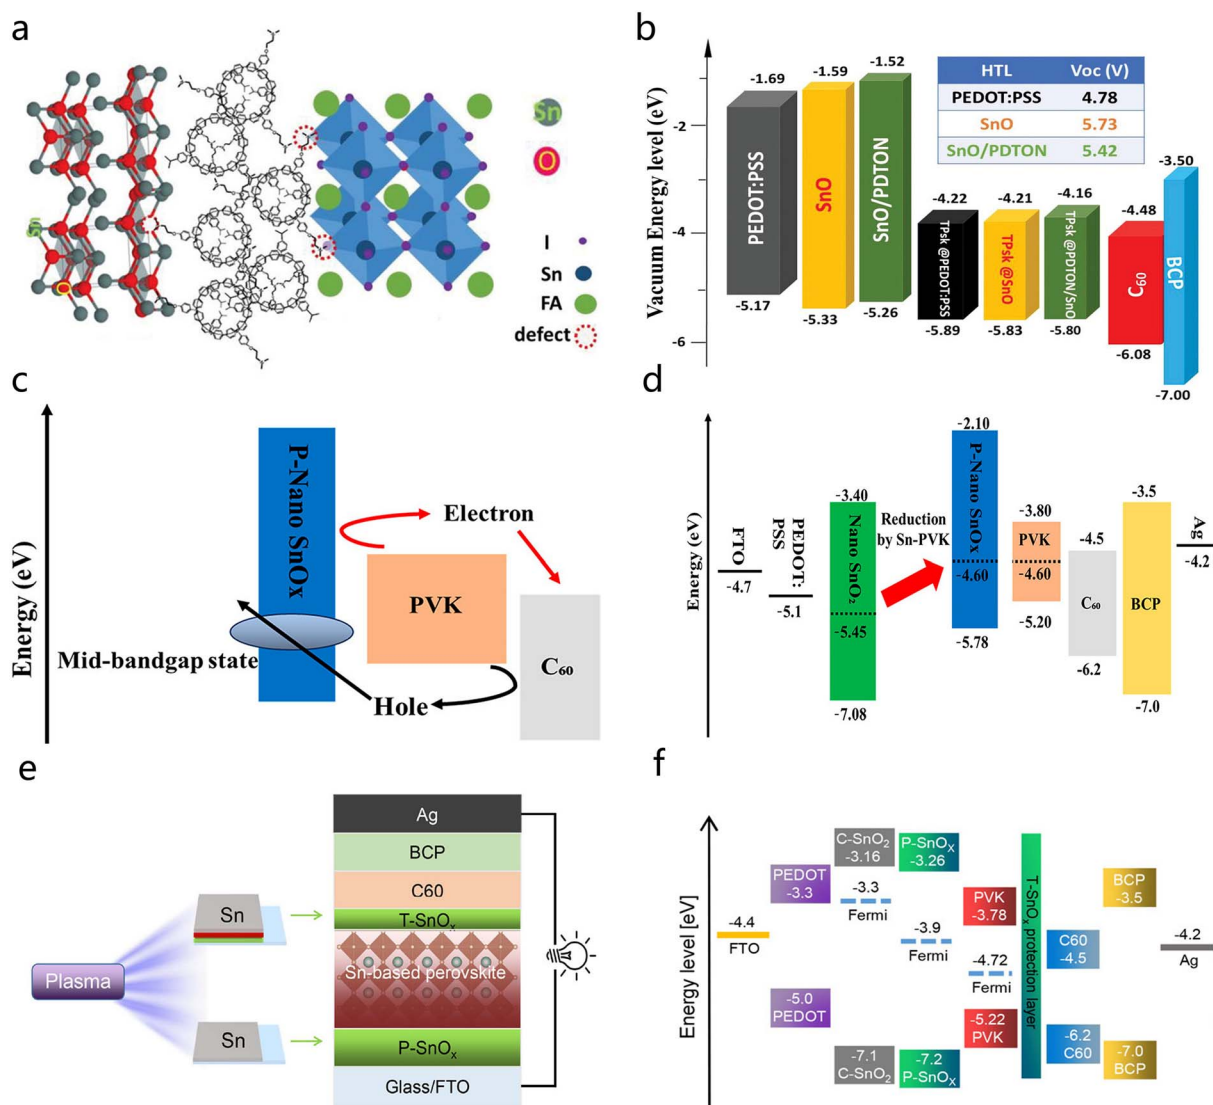 a
Sn
O
Sn
O
I
Sn
FA
defect
b
Vacuum Energy level (eV)
-2
-4
-6
-1.69
PEDOT:PSS
-5.17
-1.59
SnO
-5.33
-1.52
SnO/PDTON
-5.26
HTL Voc (V)
PEDOT:PSS 4.78
SnO 5.73
SnO/PDTON 5.42
-4.22
TPsk @PEDOT:PSS
-5.89
-4.21
TPsk @SnO
-5.83
-4.16
TPsk @PDTON/SnO
-5.80
-4.48
C₆₀
-6.08
-3.50
BCP
-7.00
c
Energy (eV)
P-Nano SnOx
Electron
PVK
Mid-bandgap state
Hole
C₆₀
d
Energy (eV)
FTO
-4.7
PEDOT:
PSS
-5.1
-3.40
Nano SnO₂
-5.45
-7.08
Reduction
by Sn-PVK
-2.10
P-Nano SnOx
-4.60
-5.78
-3.80
PVK
-4.60
-5.20
-4.5
C₆₀
-6.2
-3.5
BCP
-7.0
Ag
-4.2
e
Plasma
Sn
Sn
Ag
BCP
C60
T-SnOₓ
Sn-based perovskite
P-SnOₓ
Glass/FTO
f
Energy level [eV]
-4.4
FTO
PEDOT
-3.3
-5.0
PEDOT
C-SnO₂
-3.16
-3.3
Fermi
-7.1
C-SnO₂
P-SnOₓ
-3.26
-3.9
Fermi
-7.2
P-SnOₓ
PVK
-3.78
-4.72
Fermi
-5.22
PVK
T-SnOₓ protection layer
C60
-4.5
-6.2
C60
BCP
-3.5
-7.0
BCP
-4.2
Ag